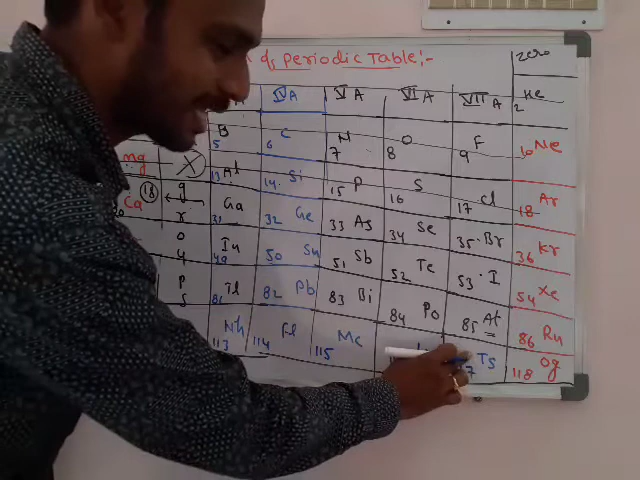 of Periodic Table:-
zero
A IV A V A VI A VII A 2 He
5 B 6 C 7 N 8 O 9 F 10 Ne
mg X 13 Al 14 Si 15 P 16 S 17 Cl 18 Ar
Ca 18 g r 31 Ga 32 Ge 33 As 34 Se 35 Br 36 Kr
o u 49 In 50 Sn 51 Sb 52 Te 53 I 54 Xe
P s 81 Tl 82 Pb 83 Bi 84 Po 85 At 86 Rn
113 Nh 114 Fl 115 Mc 7 Ts 118 Og